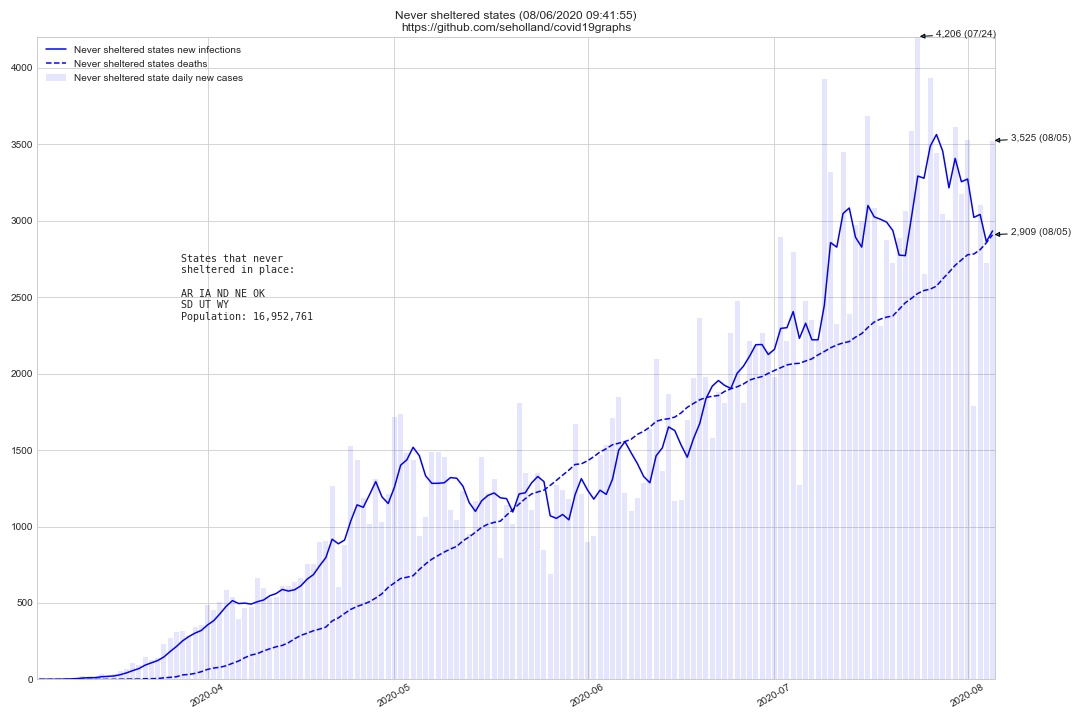 Never sheltered states (08/06/2020 09:41:55)
https://github.com/seholland/covid19graphs
Never sheltered states new infections
Never sheltered states deaths
Never sheltered state daily new cases
4,206 (07/24)
4000
3500
3,525 (08/05)
3000
2,909 (08/05)
States that never
sheltered in place:
AR IA ND NE OK
SD UT WY
Population: 16,952,761
2500
2000
1500
1000
500
0
2020-04
2020-05
2020-06
2020-07
2020-08